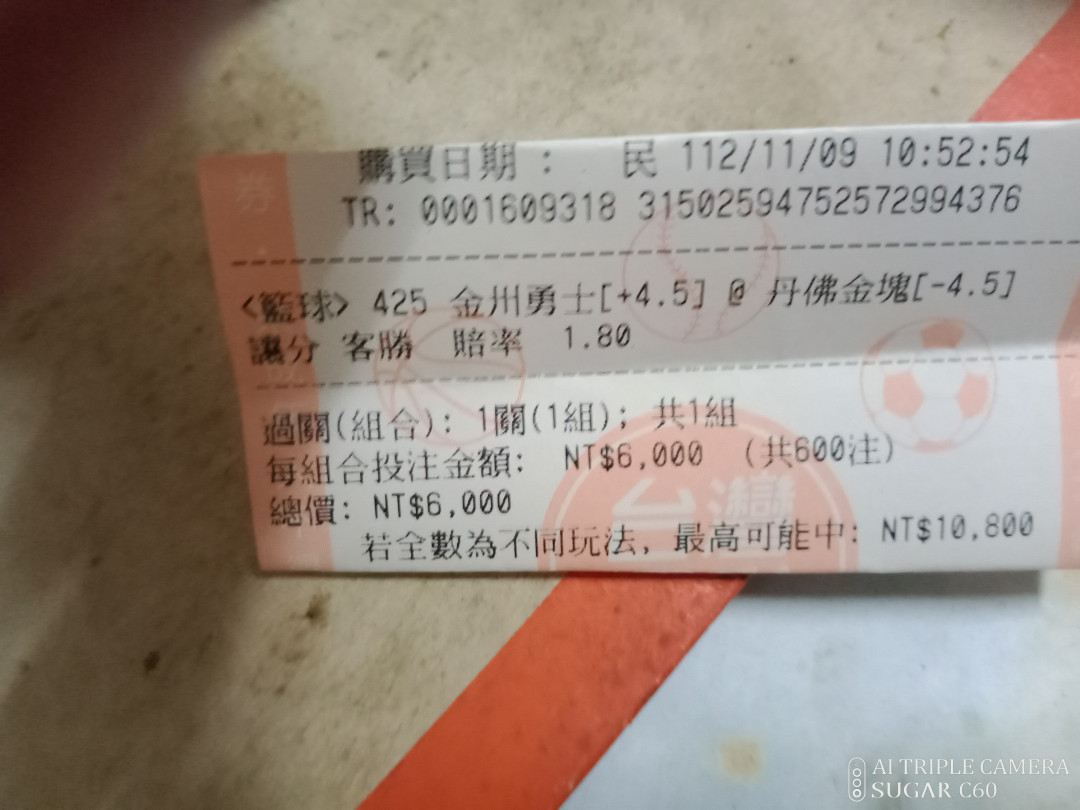 券
購買日期： 民 112/11/09 10:52:54
TR: 0001609318 31502594752572994376
<籃球> 425 金州勇士[+4.5] @ 丹佛金塊[-4.5]
讓分 客勝 賠率 1.80
過關(組合): 1關(1組); 共1組
每組合投注金額: NT$6,000 (共600注)
總價: NT$6,000
若全數為不同玩法, 最高可能中: NT$10,800
台灣
AI TRIPLE CAMERA
SUGAR C60